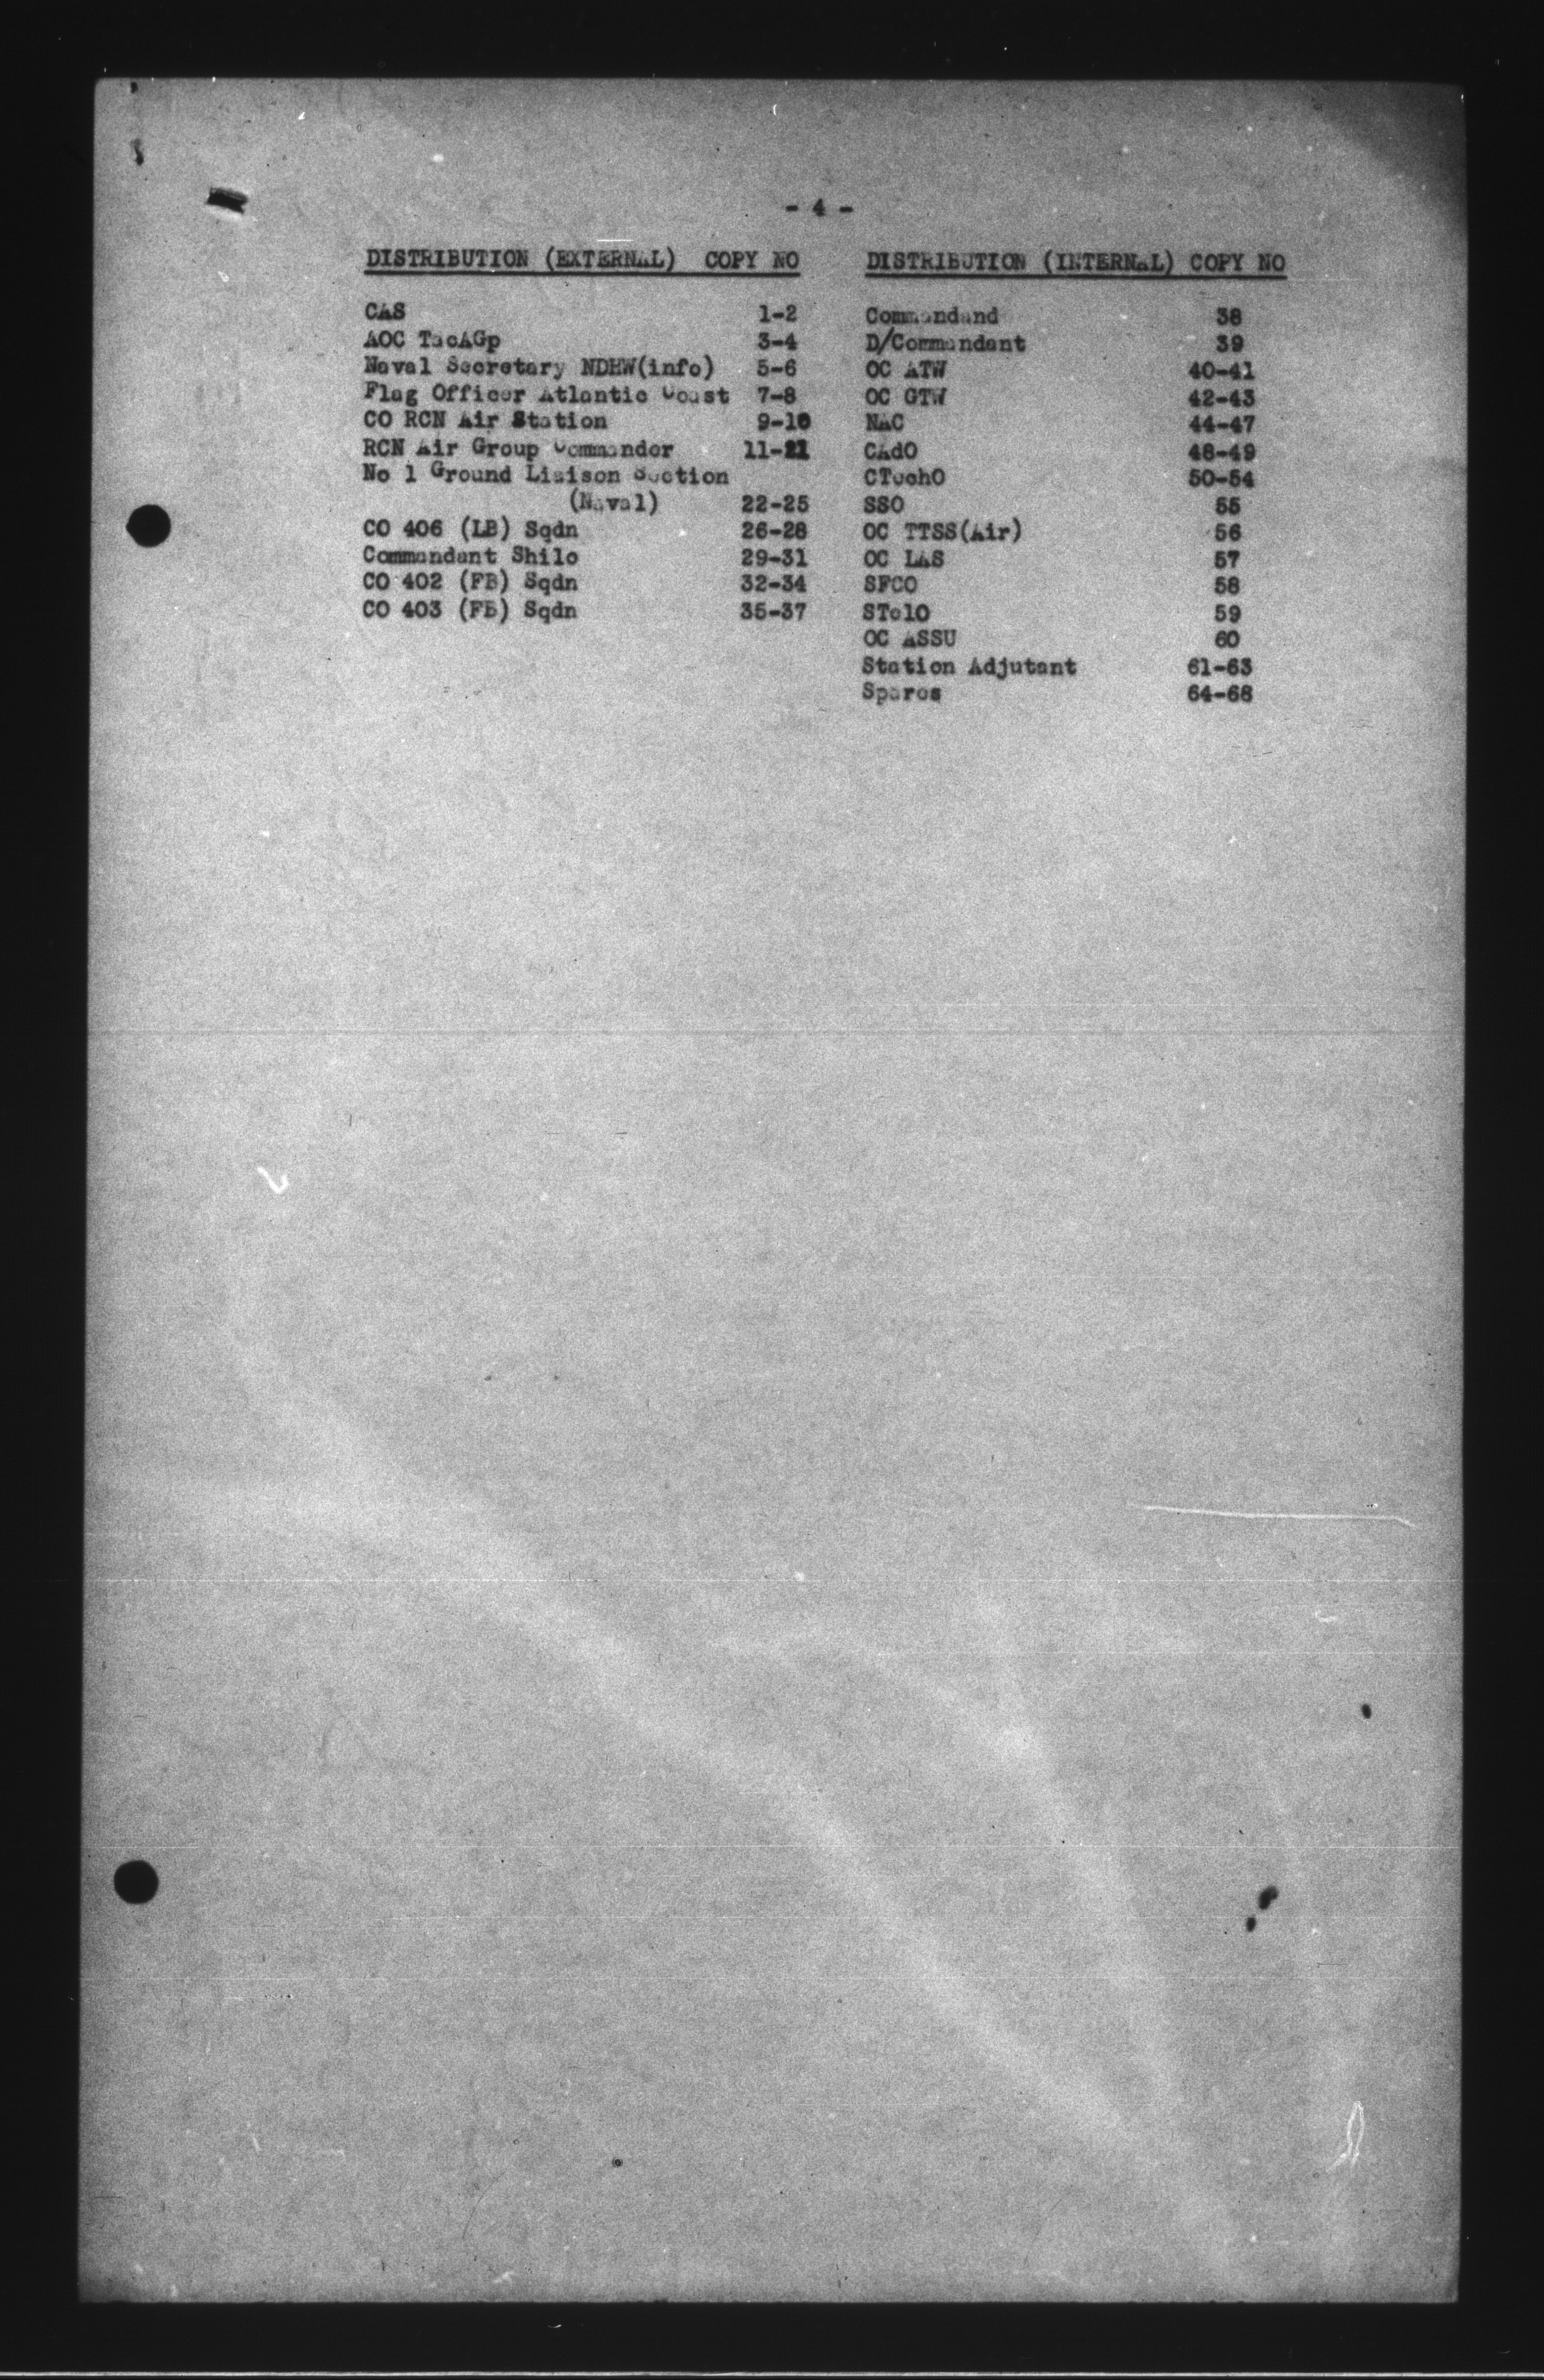 - 4 -
DISTRIBUTION (EXTERNAL) COPY NO
CAS 1-2
AOC TacAGp 3-4
Naval Secretary NDHW(info) 5-6
Flag Officer Atlantic Coast 7-8
CO RCN Air Station 9-10
RCN Air Group Commander 11-21
No 1 Ground Liaison Section
(Naval) 22-25
CO 406 (LB) Sqdn 26-28
Commandant Shilo 29-31
CO 402 (FB) Sqdn 32-34
CO 403 (FB) Sqdn 35-37
DISTRIBUTION (INTERNAL) COPY NO
Commandand 38
D/Commandant 39
OC ATW 40-41
OC GTW 42-43
NAC 44-47
CAdO 48-49
CTechO 50-54
SSO 55
OC TTSS(Air) 56
OC LAS 57
SFCO 58
STelO 59
OC ASSU 60
Station Adjutant 61-63
Spares 64-68